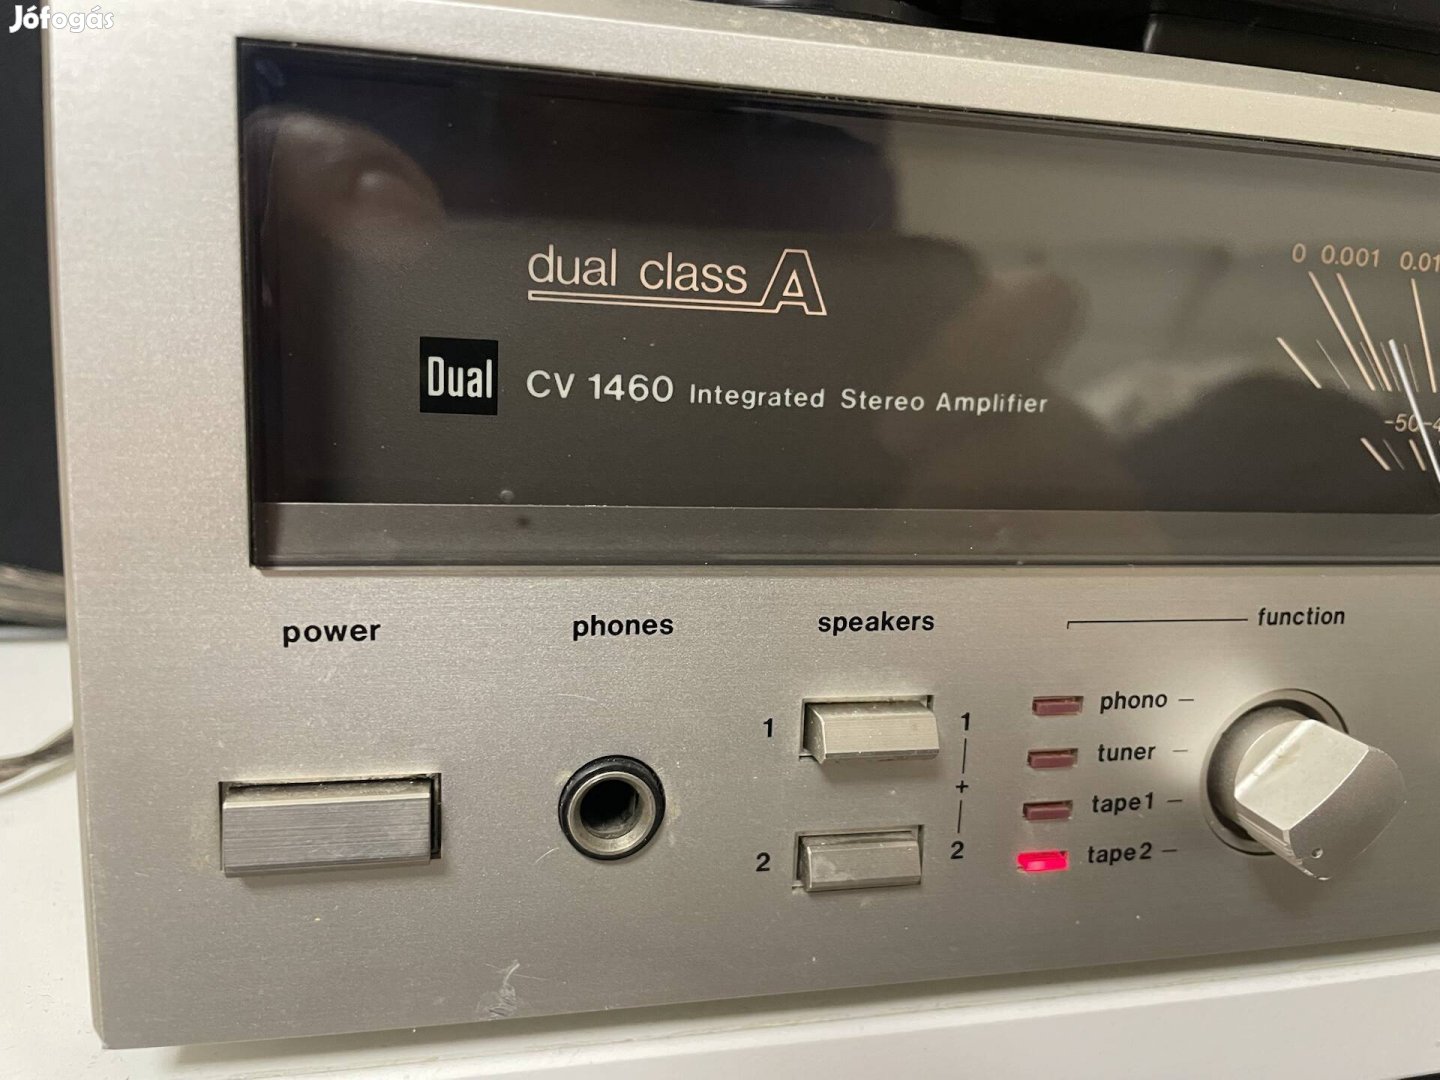 Jófogás
dual class A
0 0.001 0.01
Dual CV 1460 Integrated Stereo Amplifier
-50 -4
power phones speakers function
1 1 phono
tuner
+
tape1
2 2 tape2